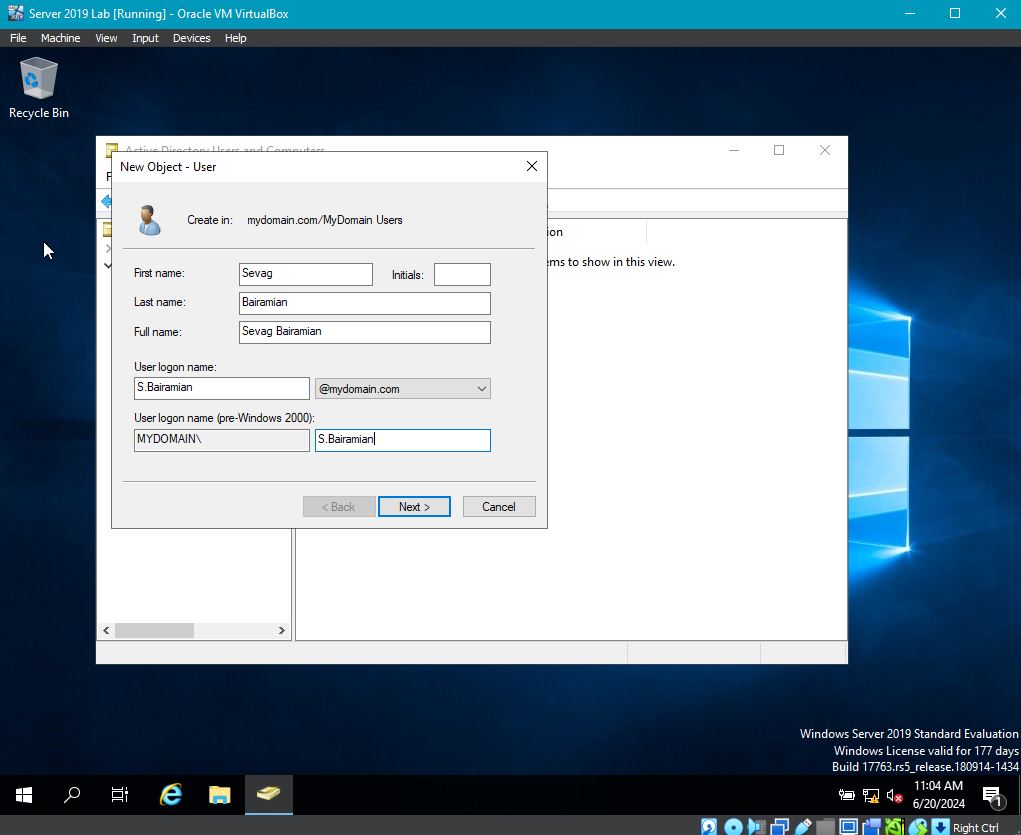 Server 2019 Lab [Running] - Oracle VM VirtualBox
File Machine View Input Devices Help
Recycle Bin
Active Directory Users and Computers
New Object - User
Create in: mydomain.com/MyDomain Users
ion
ems to show in this view.
First name: Sevag Initials:
Last name: Bairamian
Full name: Sevag Bairamian
User logon name:
S.Bairamian @mydomain.com
User logon name (pre-Windows 2000):
MYDOMAIN\ S.Bairamian
< Back Next > Cancel
Windows Server 2019 Standard Evaluation
Windows License valid for 177 days
Build 17763.rs5_release.180914-1434
11:04 AM
6/20/2024
1
Right Ctrl